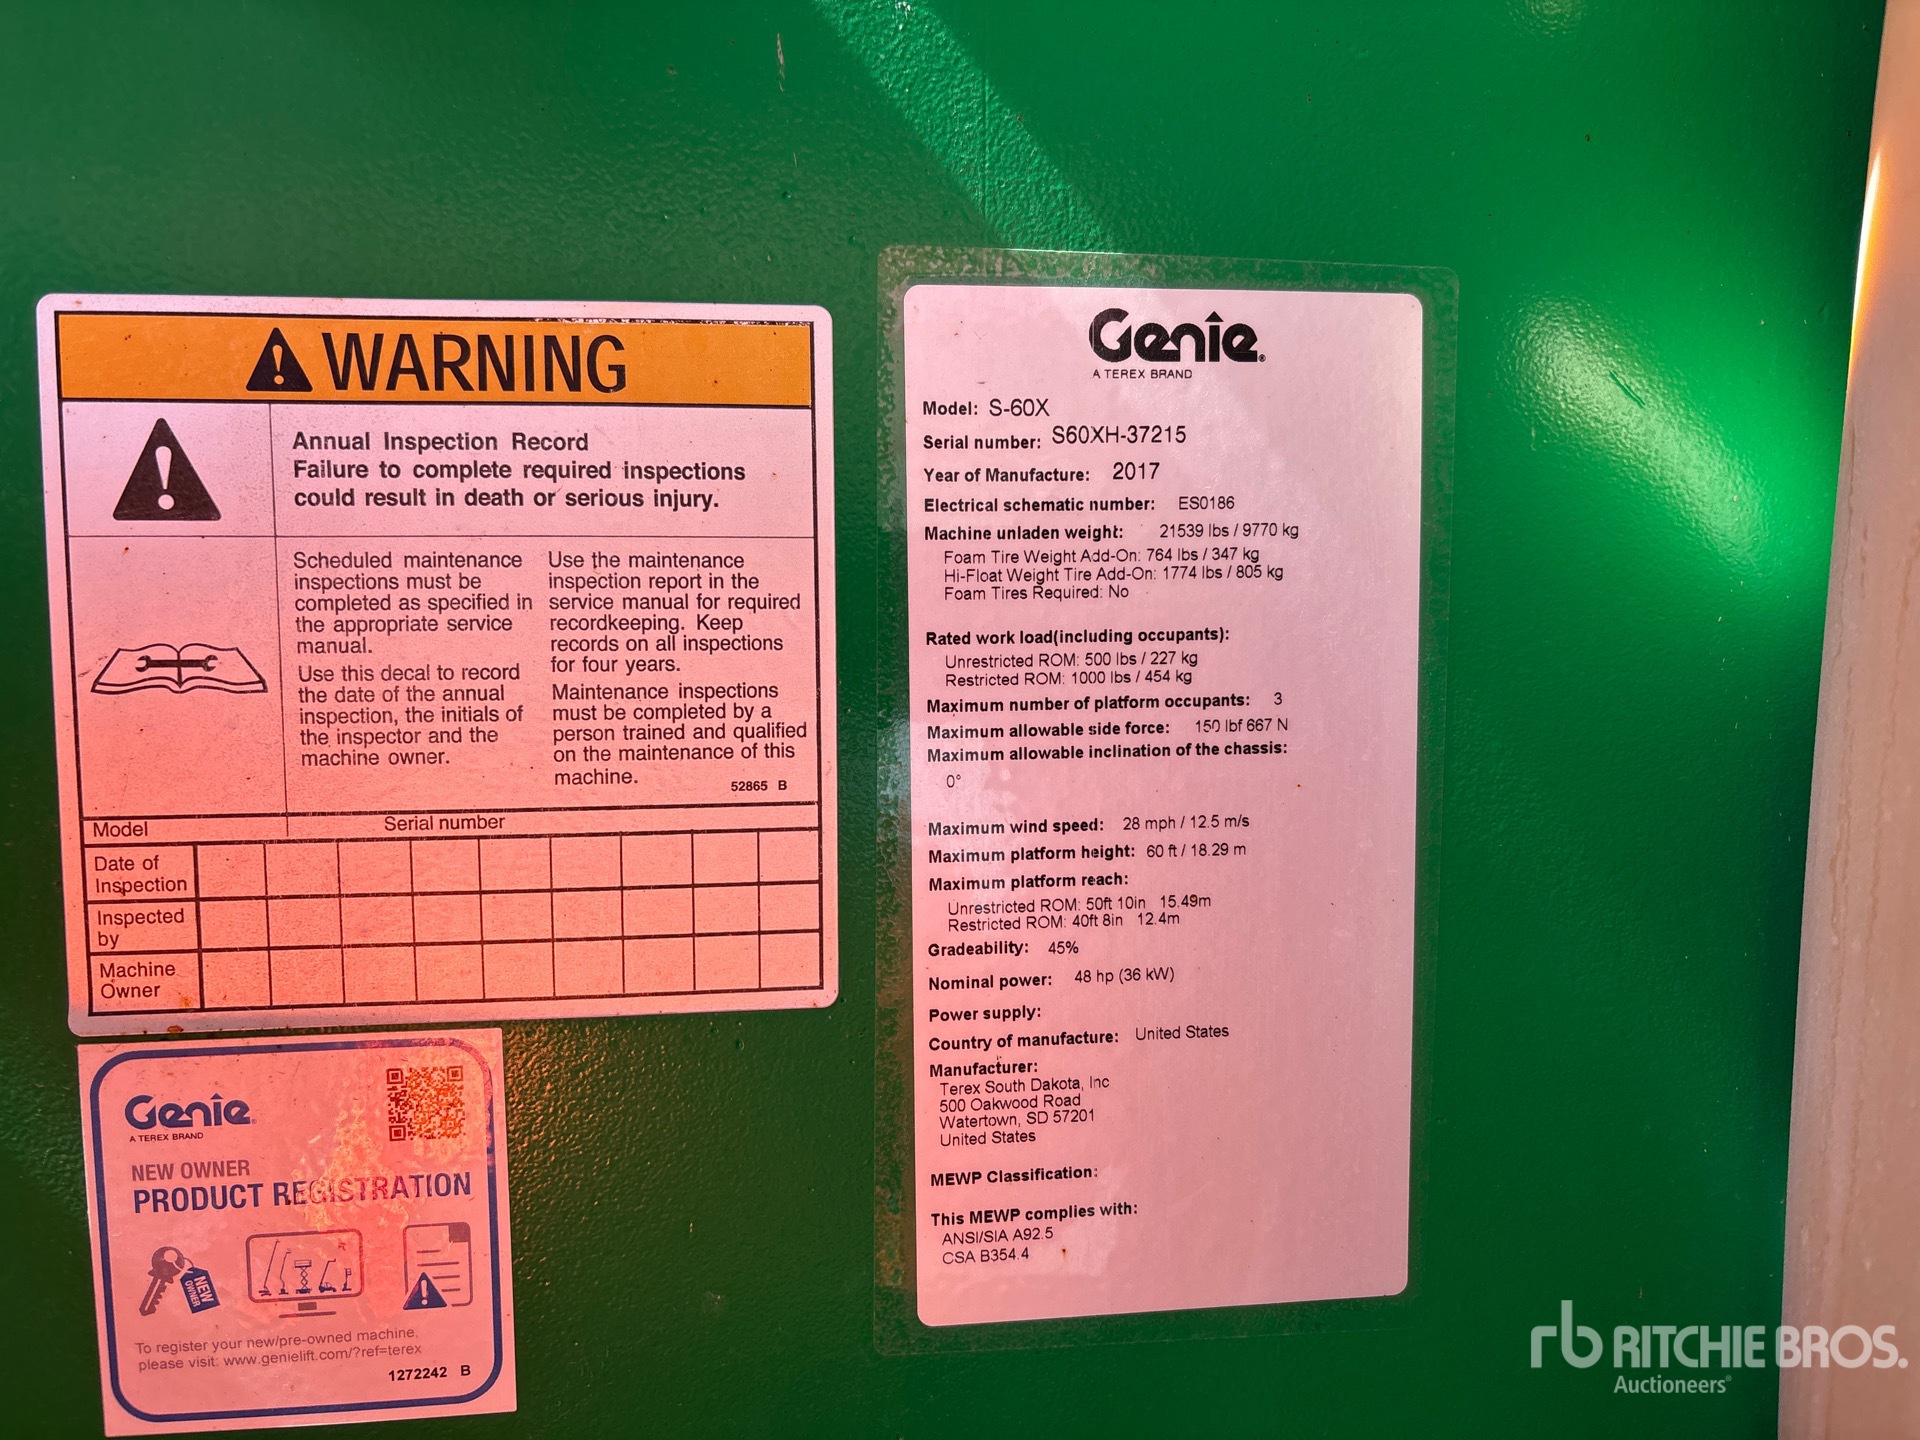 WARNING
Annual Inspection Record
Failure to complete required inspections
could result in death or serious injury.
Scheduled maintenance
inspections must be
completed as specified in
the appropriate service
manual.
Use this decal to record
the date of the annual
inspection, the initials of
the inspector and the
machine owner.
Use the maintenance
inspection report in the
service manual for required
recordkeeping. Keep
records on all inspections
for four years.
Maintenance inspections
must be completed by a
person trained and qualified
on the maintenance of this
machine.
52865 B
Model Serial number
Date of
Inspection
Inspected
by
Machine
Owner
Genie
A TEREX BRAND
NEW OWNER
PRODUCT REGISTRATION
NEW
OWNER
To register your new/pre-owned machine,
please visit: www.genielift.com/?ref=terex
1272242 B
Genie®
A TEREX BRAND
Model: S-60X
Serial number: S60XH-37215
Year of Manufacture: 2017
Electrical schematic number: ES0186
Machine unladen weight: 21539 lbs / 9770 kg
Foam Tire Weight Add-On: 764 lbs / 347 kg
Hi-Float Weight Tire Add-On: 1774 lbs / 805 kg
Foam Tires Required: No
Rated work load(including occupants):
Unrestricted ROM: 500 lbs / 227 kg
Restricted ROM: 1000 lbs / 454 kg
Maximum number of platform occupants: 3
Maximum allowable side force: 150 lbf 667 N
Maximum allowable inclination of the chassis:
0°
Maximum wind speed: 28 mph / 12.5 m/s
Maximum platform height: 60 ft / 18.29 m
Maximum platform reach:
Unrestricted ROM: 50ft 10in 15.49m
Restricted ROM: 40ft 8in 12.4m
Gradeability: 45%
Nominal power: 48 hp (36 kW)
Power supply:
Country of manufacture: United States
Manufacturer:
Terex South Dakota, Inc
500 Oakwood Road
Watertown, SD 57201
United States
MEWP Classification:
This MEWP complies with:
ANSI/SIA A92.5
CSA B354.4
rb RITCHIE BROS.
Auctioneers®